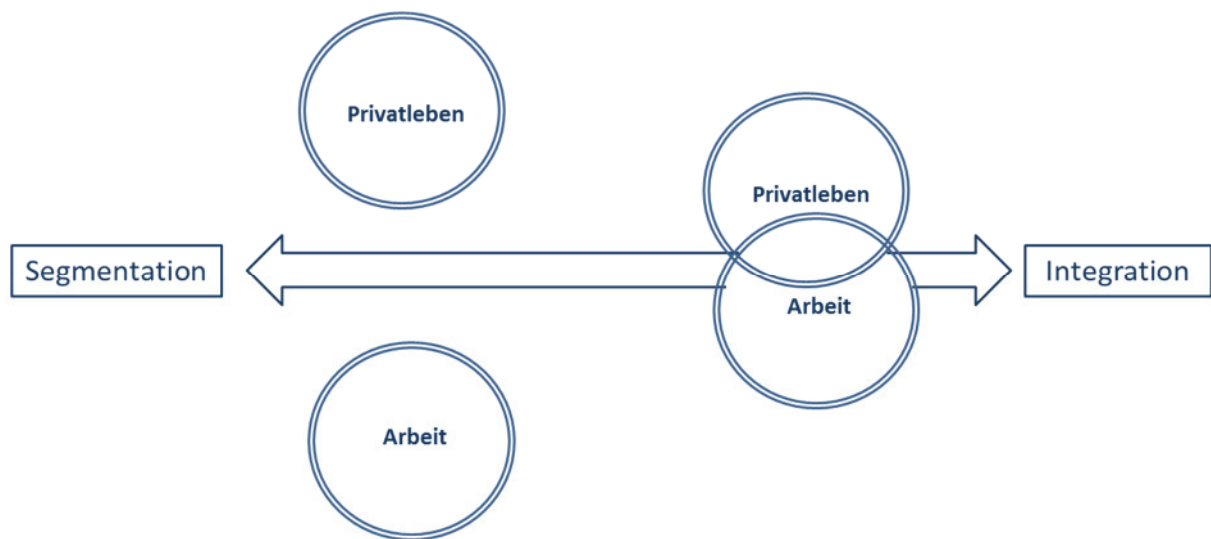 Privatleben
Privatleben
Segmentation
Integration
Arbeit
Arbeit